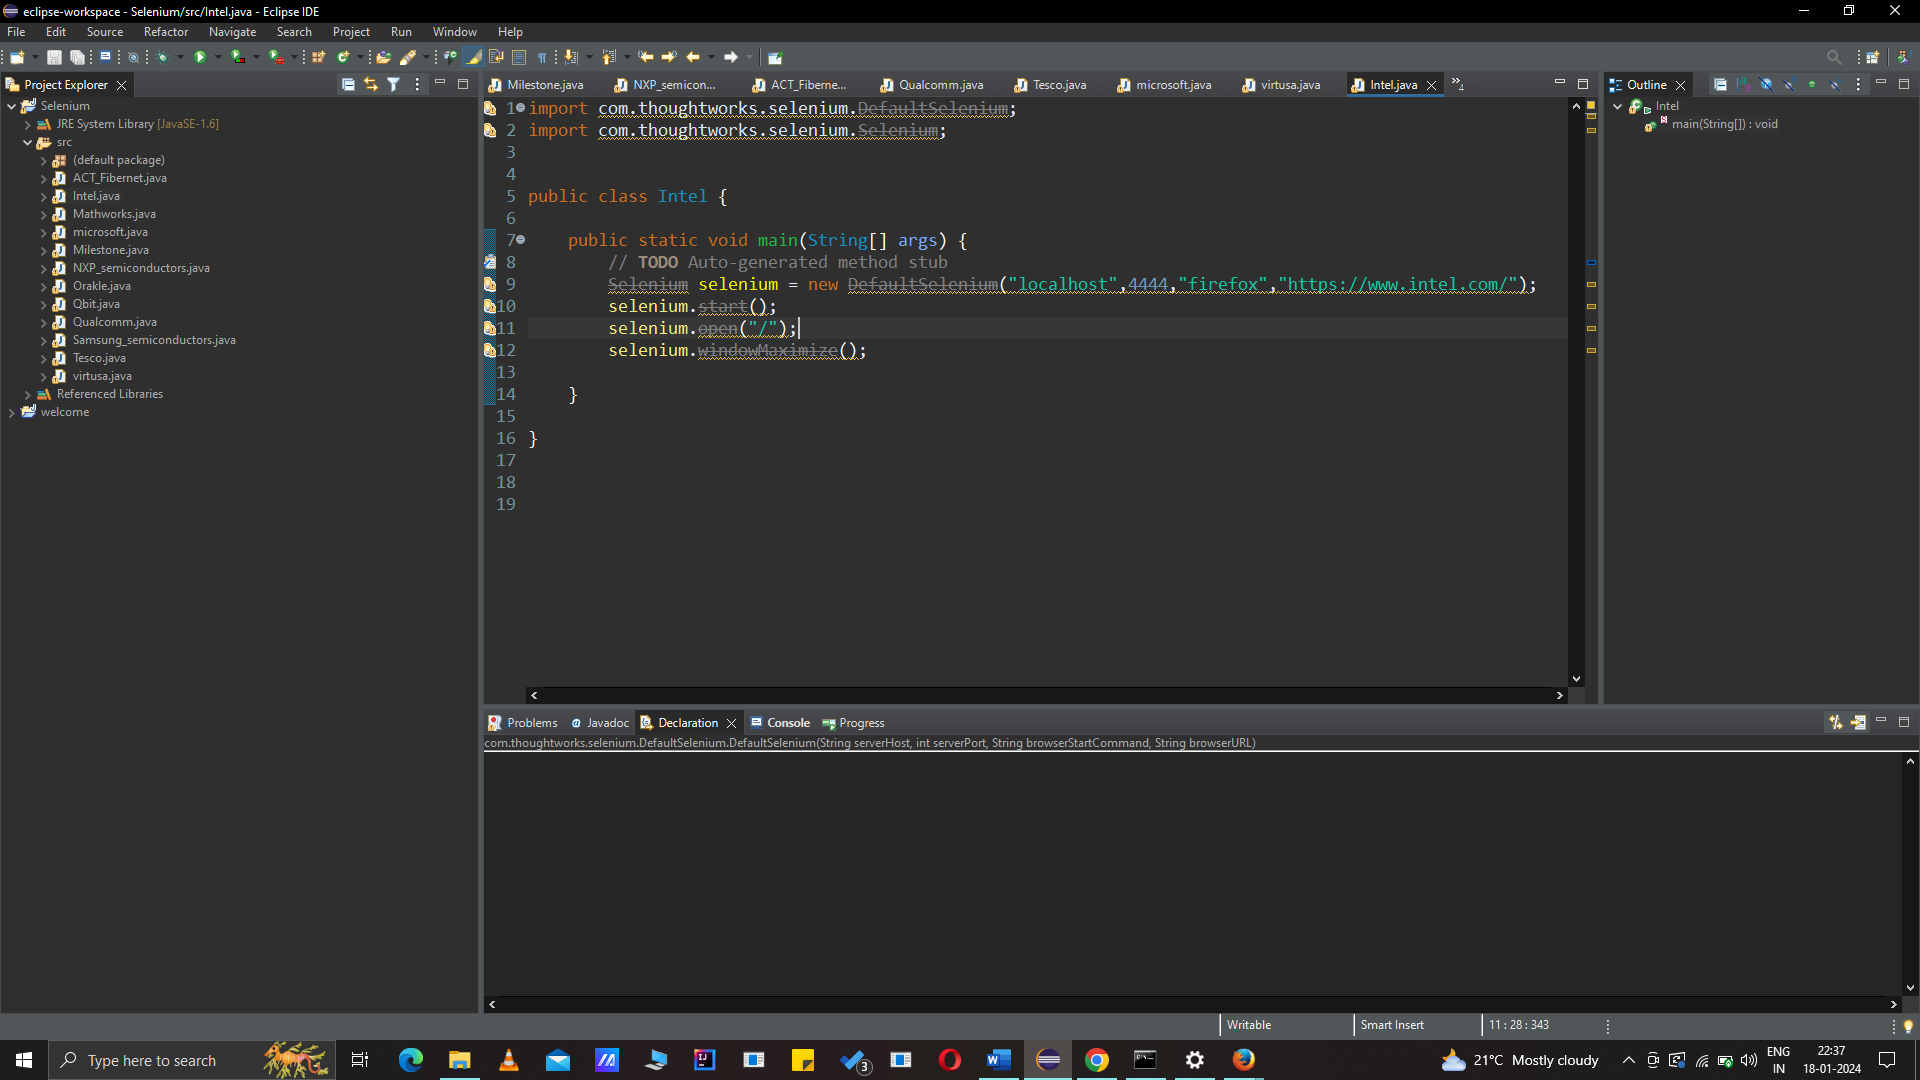 eclipse-workspace - Selenium/src/Intel.java - Eclipse IDE
File Edit Source Refactor Navigate Search Project Run Window Help
Project Explorer
Selenium
JRE System Library [JavaSE-1.6]
src
(default package)
ACT_Fibernet.java
Intel.java
Mathworks.java
microsoft.java
Milestone.java
NXP_semiconductors.java
Orakle.java
Qbit.java
Qualcomm.java
Samsung_semiconductors.java
Tesco.java
virtusa.java
Referenced Libraries
welcome
Milestone.java NXP_semicon... ACT_Fiberne... Qualcomm.java Tesco.java microsoft.java virtusa.java Intel.java »4
1 import com.thoughtworks.selenium.DefaultSelenium;
2 import com.thoughtworks.selenium.Selenium;
3
4
5 public class Intel {
6
7 public static void main(String[] args) {
8 // TODO Auto-generated method stub
9 Selenium selenium = new DefaultSelenium("localhost",4444,"firefox","https://www.intel.com/");
10 selenium.start();
11 selenium.open("/");
12 selenium.windowMaximize();
13
14 }
15
16 }
17
18
19
Outline
Intel
main(String[]) : void
Problems Javadoc Declaration Console Progress
com.thoughtworks.selenium.DefaultSelenium.DefaultSelenium(String serverHost, int serverPort, String browserStartCommand, String browserURL)
Writable Smart Insert 11 : 28 : 343
Type here to search
3
21°C Mostly cloudy
ENG
IN
22:37
18-01-2024